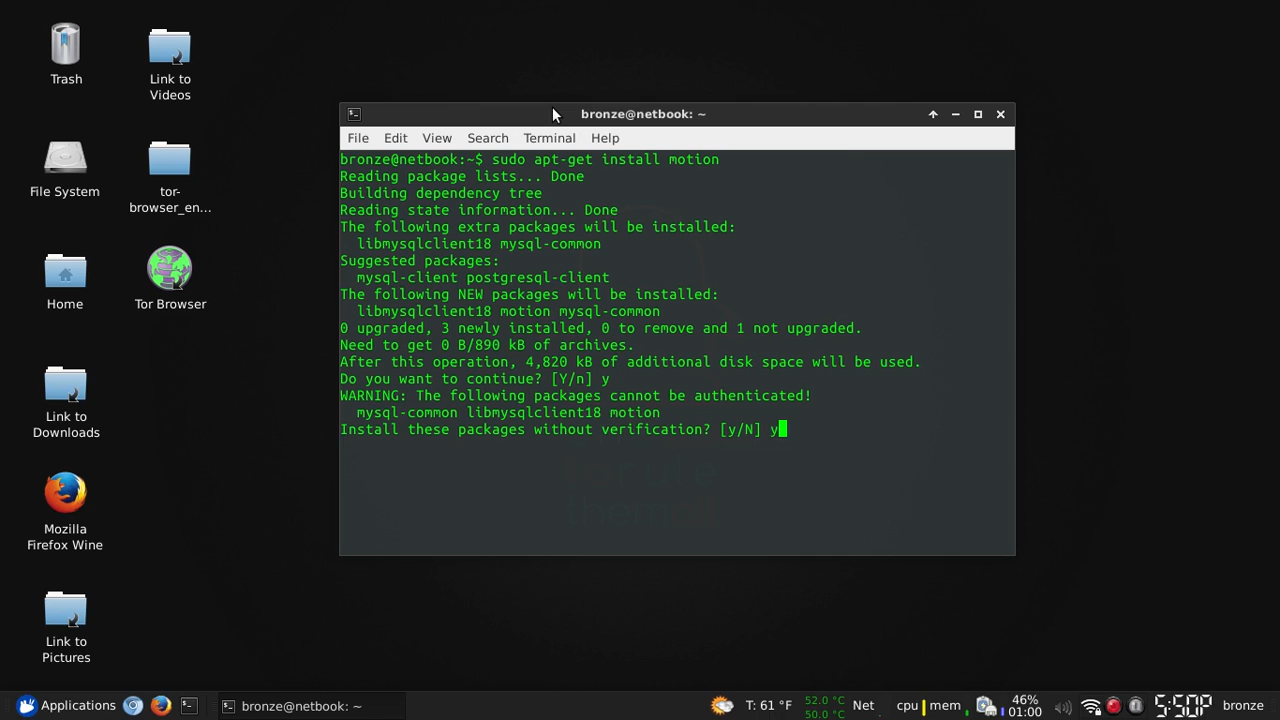 Trash
Link to
Videos
File System
tor-
browser_en...
Home
Tor Browser
Link to
Downloads
Mozilla
Firefox Wine
Link to
Pictures
bronze@netbook: ~
File Edit View Search Terminal Help
bronze@netbook:~$ sudo apt-get install motion
Reading package lists... Done
Building dependency tree
Reading state information... Done
The following extra packages will be installed:
  libmysqlclient18 mysql-common
Suggested packages:
  mysql-client postgresql-client
The following NEW packages will be installed:
  libmysqlclient18 motion mysql-common
0 upgraded, 3 newly installed, 0 to remove and 1 not upgraded.
Need to get 0 B/890 kB of archives.
After this operation, 4,820 kB of additional disk space will be used.
Do you want to continue? [Y/n] y
WARNING: The following packages cannot be authenticated!
  mysql-common libmysqlclient18 motion
Install these packages without verification? [y/N] y
Applications
bronze@netbook: ~
T: 61 °F
52.0 °C
50.0 °C
Net
cpu
mem
46%
01:00
5:50P
bronze